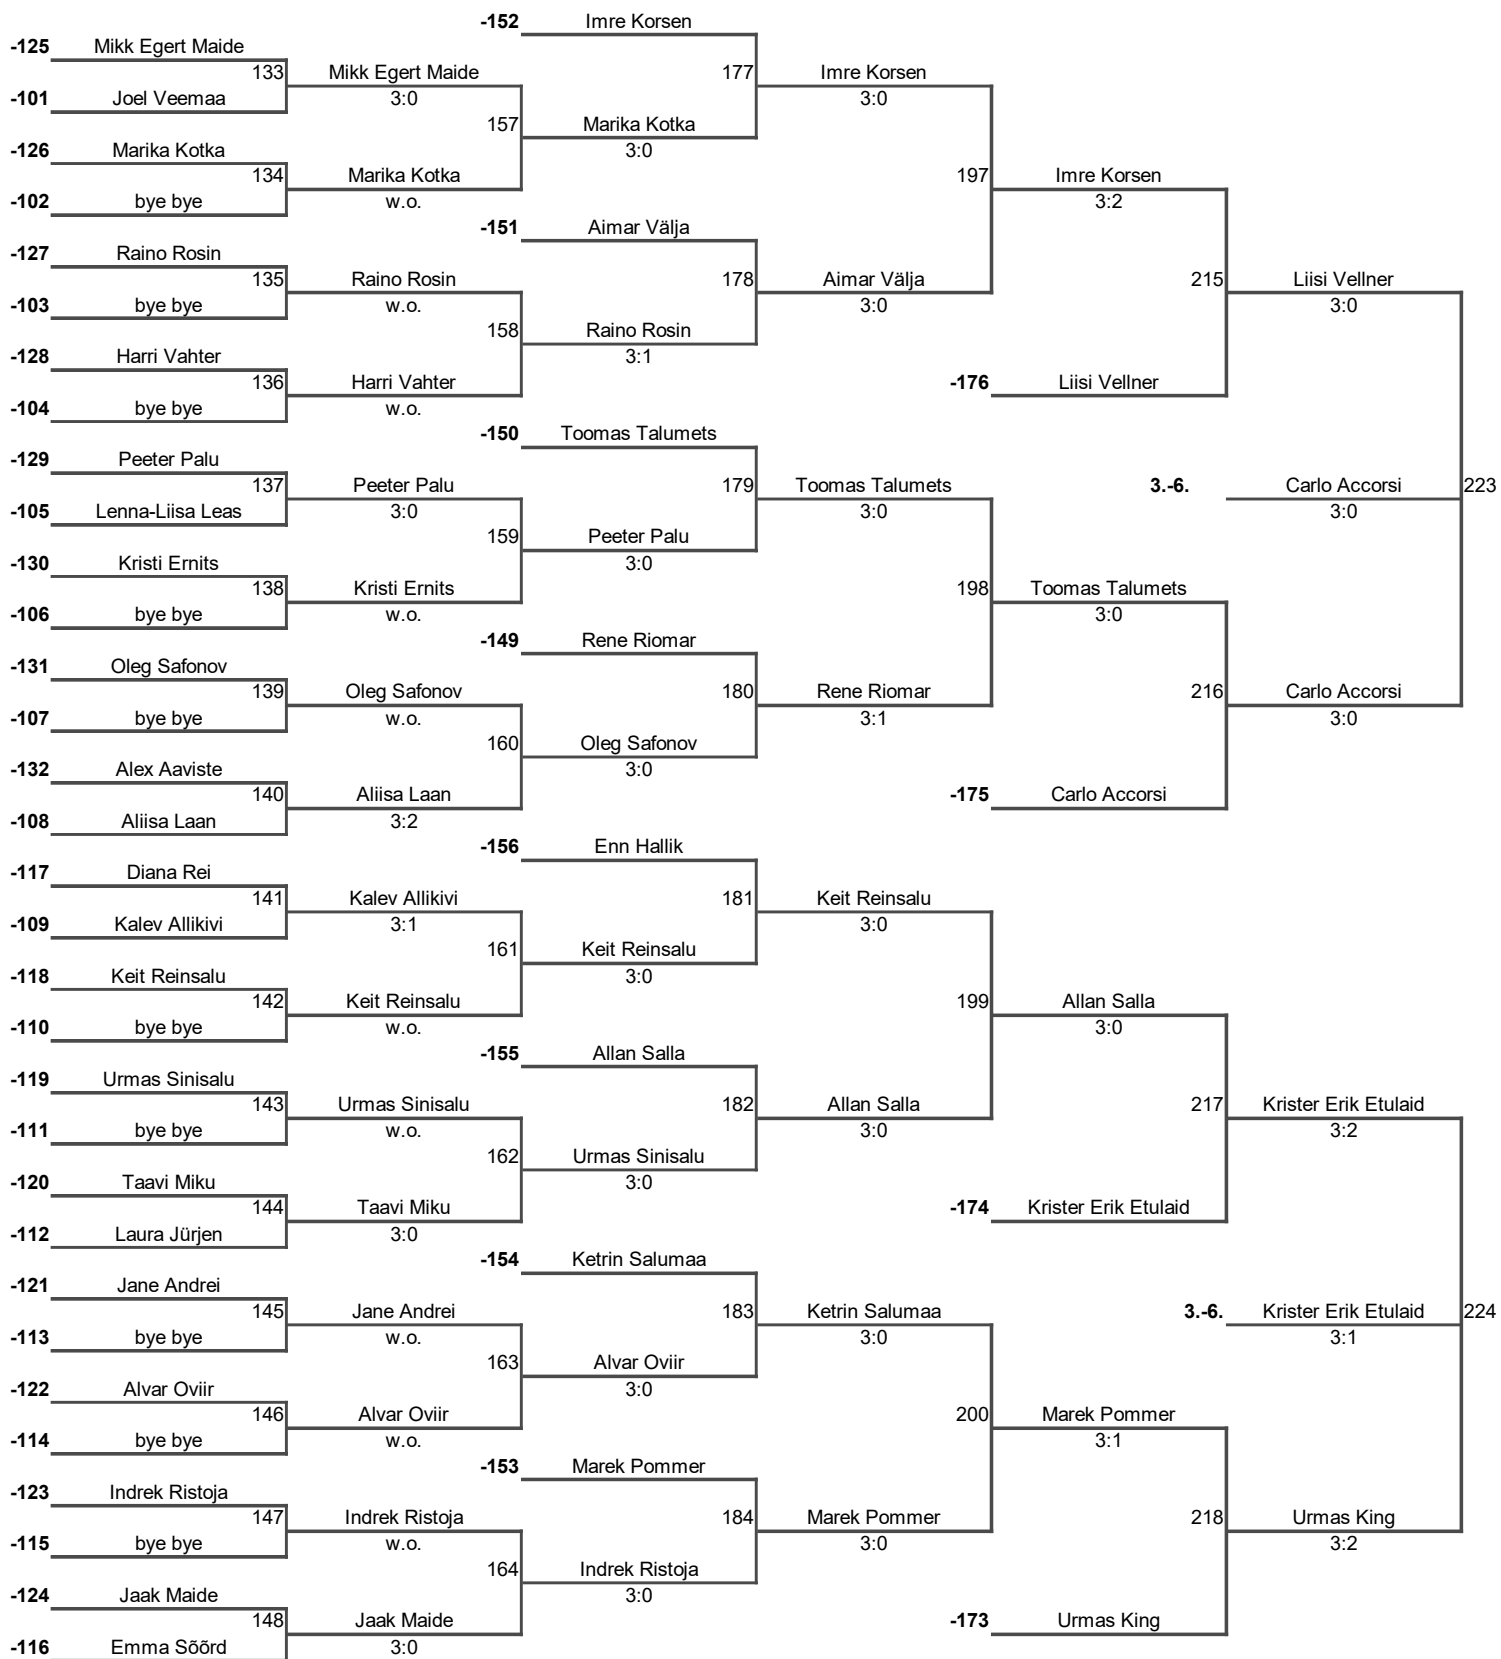 -152 Imre Korsen
-125 Mikk Egert Maide
133 Mikk Egert Maide 177 Imre Korsen
-101 Joel Veemaa 3:0 3:0
157 Marika Kotka
-126 Marika Kotka 3:0
134 Marika Kotka 197 Imre Korsen
-102 bye bye w.o. 3:2
-151 Aimar Välja
-127 Raino Rosin
135 Raino Rosin 178 Aimar Välja 215 Liisi Vellner
-103 bye bye w.o. 3:0 3:0
158 Raino Rosin
-128 Harri Vahter 3:1
136 Harri Vahter -176 Liisi Vellner
-104 bye bye w.o.
-150 Toomas Talumets
-129 Peeter Palu
137 Peeter Palu 179 Toomas Talumets 3.-6. Carlo Accorsi 223
-105 Lenna-Liisa Leas 3:0 3:0 3:0
159 Peeter Palu
-130 Kristi Ernits 3:0
138 Kristi Ernits 198 Toomas Talumets
-106 bye bye w.o. 3:0
-149 Rene Riomar
-131 Oleg Safonov
139 Oleg Safonov 180 Rene Riomar 216 Carlo Accorsi
-107 bye bye w.o. 3:1 3:0
160 Oleg Safonov
-132 Alex Aaviste 3:0
140 Aliisa Laan -175 Carlo Accorsi
-108 Aliisa Laan 3:2
-156 Enn Hallik
-117 Diana Rei
141 Kalev Allikivi 181 Keit Reinsalu
-109 Kalev Allikivi 3:1 3:0
161 Keit Reinsalu
-118 Keit Reinsalu 3:0
142 Keit Reinsalu 199 Allan Salla
-110 bye bye w.o. 3:0
-155 Allan Salla
-119 Urmas Sinisalu
143 Urmas Sinisalu 182 Allan Salla 217 Krister Erik Etulaid
-111 bye bye w.o. 3:0 3:2
162 Urmas Sinisalu
-120 Taavi Miku 3:0
144 Taavi Miku -174 Krister Erik Etulaid
-112 Laura Jürjen 3:0
-154 Ketrin Salumaa
-121 Jane Andrei
145 Jane Andrei 183 Ketrin Salumaa 3.-6. Krister Erik Etulaid 224
-113 bye bye w.o. 3:0 3:1
163 Alvar Oviir
-122 Alvar Oviir 3:0
146 Alvar Oviir 200 Marek Pommer
-114 bye bye w.o. 3:1
-153 Marek Pommer
-123 Indrek Ristoja
147 Indrek Ristoja 184 Marek Pommer 218 Urmas King
-115 bye bye w.o. 3:0 3:2
164 Indrek Ristoja
-124 Jaak Maide 3:0
148 Jaak Maide -173 Urmas King
-116 Emma Sõõrd 3:0